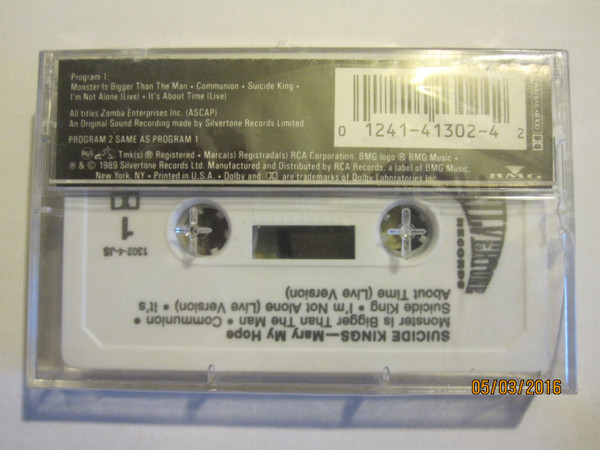 Program 1:
Monster Is Bigger Than The Man • Communion • Suicide King •
I'm Not Alone (Live) • It's About Time (Live)
All titles Zomba Enterprises Inc. (ASCAP)
An Original Sound Recording made by Silvertone Records Limited
PROGRAM 2 SAME AS PROGRAM 1
Tmk(s) ® Registered • Marca(s) Registrada(s) RCA Corporation. BMG logo ® BMG Music •
℗ & © 1989 Silvertone Records Ltd. Manufactured and Distributed by RCA Records, a label of BMG Music,
New York, NY • Printed in U.S.A. • Dolby and are trademarks of Dolby Laboratories
0 1241-41302-4 2
BMG
1
1302-4-JS
RECORDS
SUICIDE KINGS—Mary My Hope
Monster Is Bigger Than The Man • Communion •
Suicide King • I'm Not Alone (Live Version) • It's
About Time (Live Version)
05/03/2016